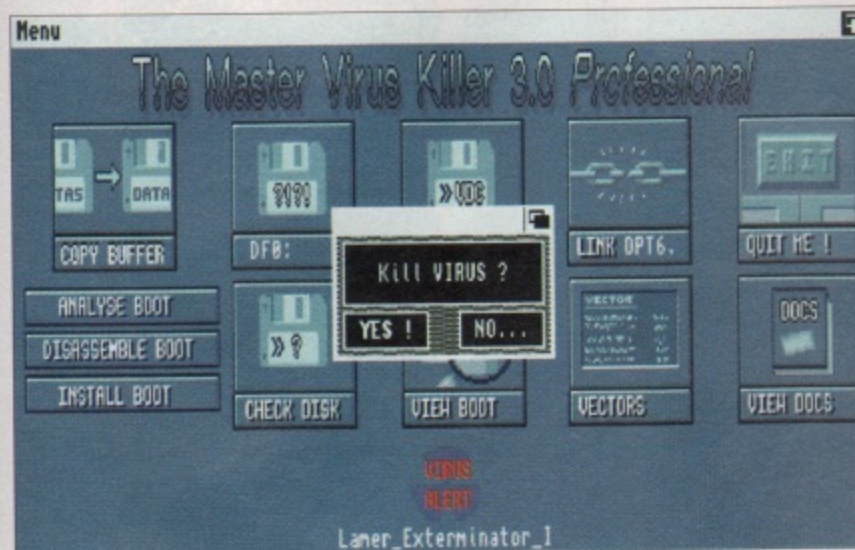 Menu
The Master Virus Killer 3.0 Professional
TAS
DATA
?!?!
»VDC
EXIT
COPY BUFFER
DF0:
LINK OPT6.
QUIT ME !
Kill VIRUS ?
YES !
NO...
ANALYSE BOOT
DISASSEMBLE BOOT
INSTALL BOOT
» ?
VECTOR
DOCS
CHECK DISK
VIEW BOOT
VECTORS
VIEW DOCS
VIRUS
ALERT
Lamer_Exterminator_I